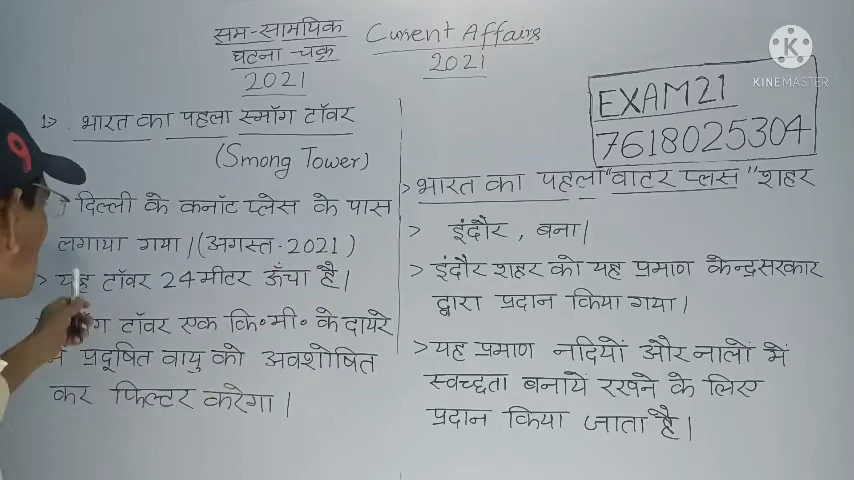 सम-सामयिक
घटना-चक्र
2021
Current Affairs
2021
KINEMASTER
EXAM21
7618025304
1> भारत का पहला स्मॉग टॉवर
(Smong Tower)
दिल्ली के कनॉट प्लेस के पास
लगाया गया। (अगस्त-2021)
> यह टॉवर 24 मीटर ऊँचा है।
टॉवर एक कि॰मी॰ के दायरे
में प्रदूषित वायु को अवशोषित
कर फिल्टर करेगा।
> भारत का पहला "वाटर प्लस" शहर
> इंदौर, बना।
> इंदौर शहर को यह प्रमाण केन्द्र सरकार
द्वारा प्रदान किया गया।
> यह प्रमाण नदियों और नालों में
स्वच्छता बनायें रखने के लिए
प्रदान किया जाता है।